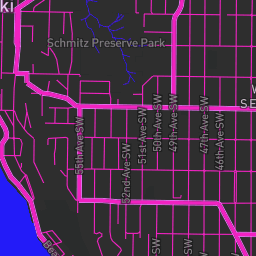 ki
Schmitz Preserve Park
W
SE
55th Ave SW
52nd Ave SW
51st Ave SW
50th Ave SW
49th Ave SW
47th Ave SW
46th Ave SW
Bea
SW
SW